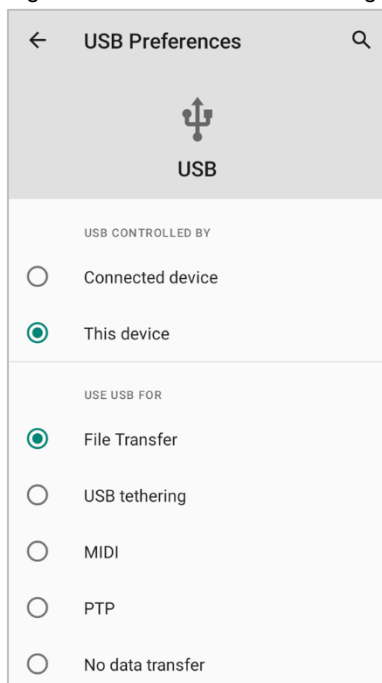 USB Preferences
USB
USB CONTROLLED BY
Connected device
This device
USE USB FOR
File Transfer
USB tethering
MIDI
PTP
No data transfer